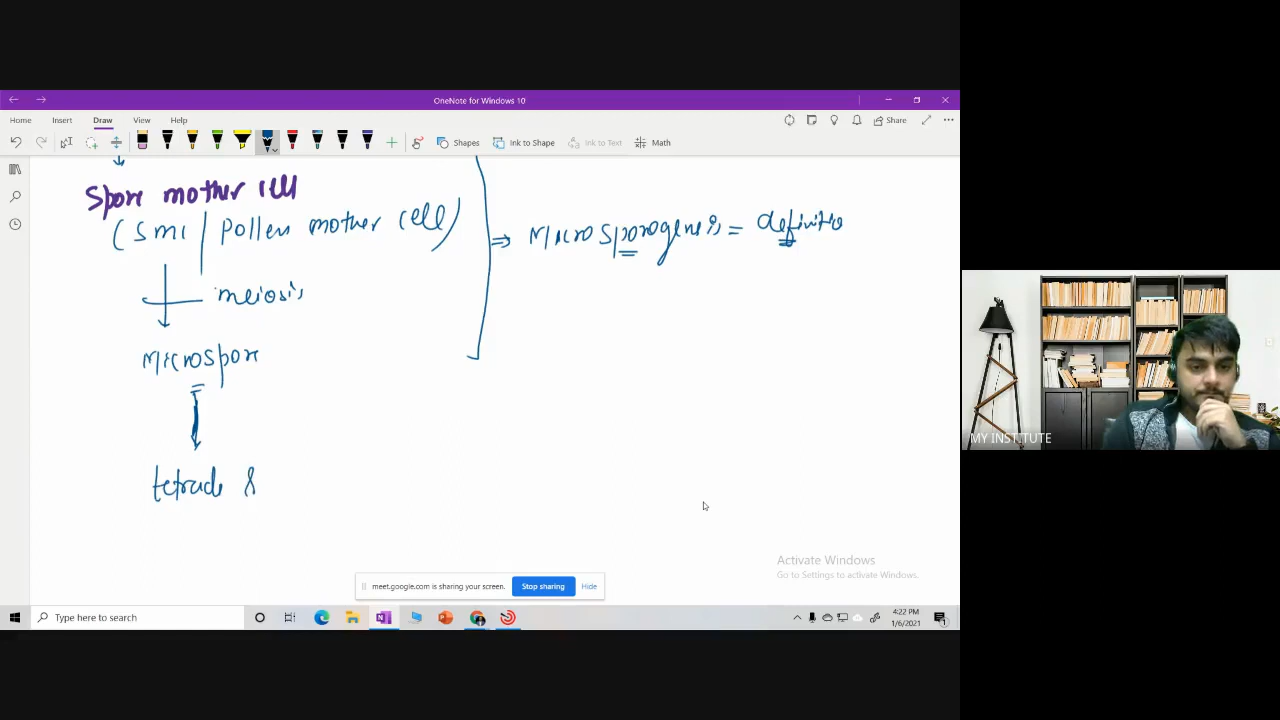 OneNote for Windows 10
Home Insert Draw View Help
Share
Shapes Ink to Shape Ink to Text Math
Spore mother cell
(SMC | Pollen mother cell)
⇒ Microsporogenesis = definitio
meiosis
Microspore
tetrade &
MY INSTITUTE
Activate Windows
Go to Settings to activate Windows.
meet.google.com is sharing your screen. Stop sharing Hide
Type here to search
4:22 PM
1/6/2021